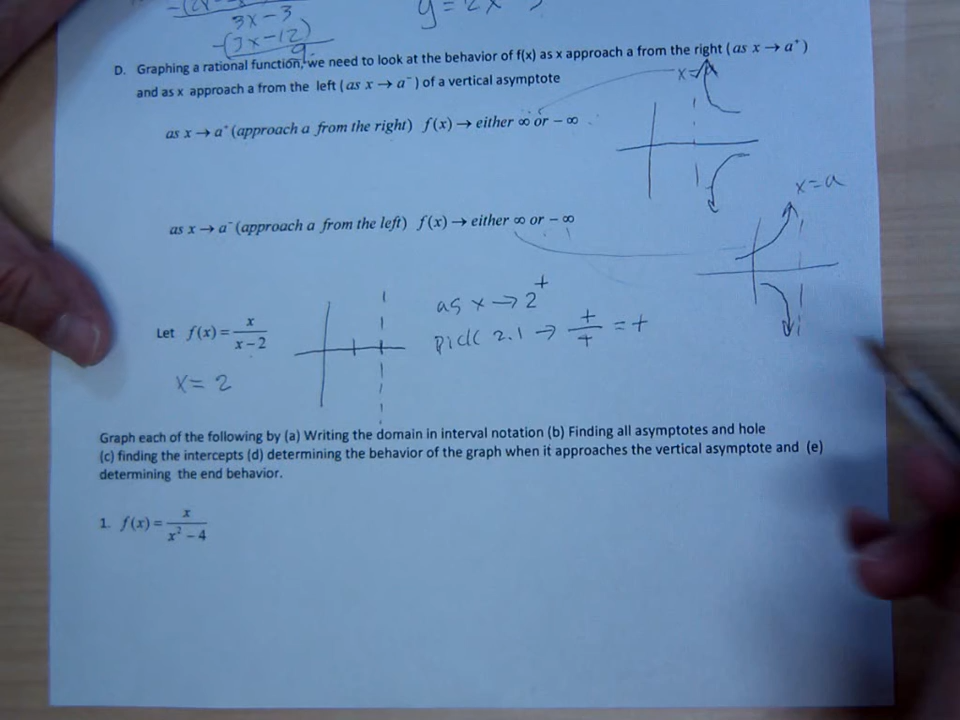 3x-3
-(3x-12)
9
D. Graphing a rational function, we need to look at the behavior of f(x) as x approach a from the right (as x → a⁺)
and as x approach a from the left (as x → a⁻) of a vertical asymptote
x=a
as x → a⁺ (approach a from the right) f(x) → either ∞ or − ∞
x=a
as x → a⁻ (approach a from the left) f(x) → either ∞ or − ∞
as x → 2⁺
Let f(x) = x/(x−2)
pick 2.1 → +/+ = +
x = 2
Graph each of the following by (a) Writing the domain in interval notation (b) Finding all asymptotes and hole
(c) finding the intercepts (d) determining the behavior of the graph when it approaches the vertical asymptote and (e)
determining the end behavior.
1. f(x) = x/(x² − 4)